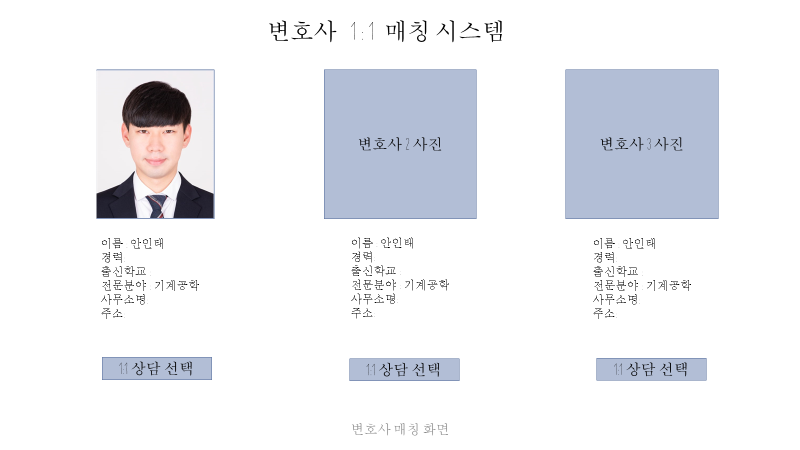 변호사 1:1 매칭 시스템
변호사 2 사진
변호사 3 사진
이름: 안인태
경력:
출신학교:
전문분야: 기계공학
사무소명:
주소:
이름: 안인태
경력:
출신학교:
전문분야: 기계공학
사무소명:
주소:
이름: 안인태
경력:
출신학교:
전문분야: 기계공학
사무소명:
주소:
1:1 상담 선택
1:1 상담 선택
1:1 상담 선택
변호사 매칭 화면